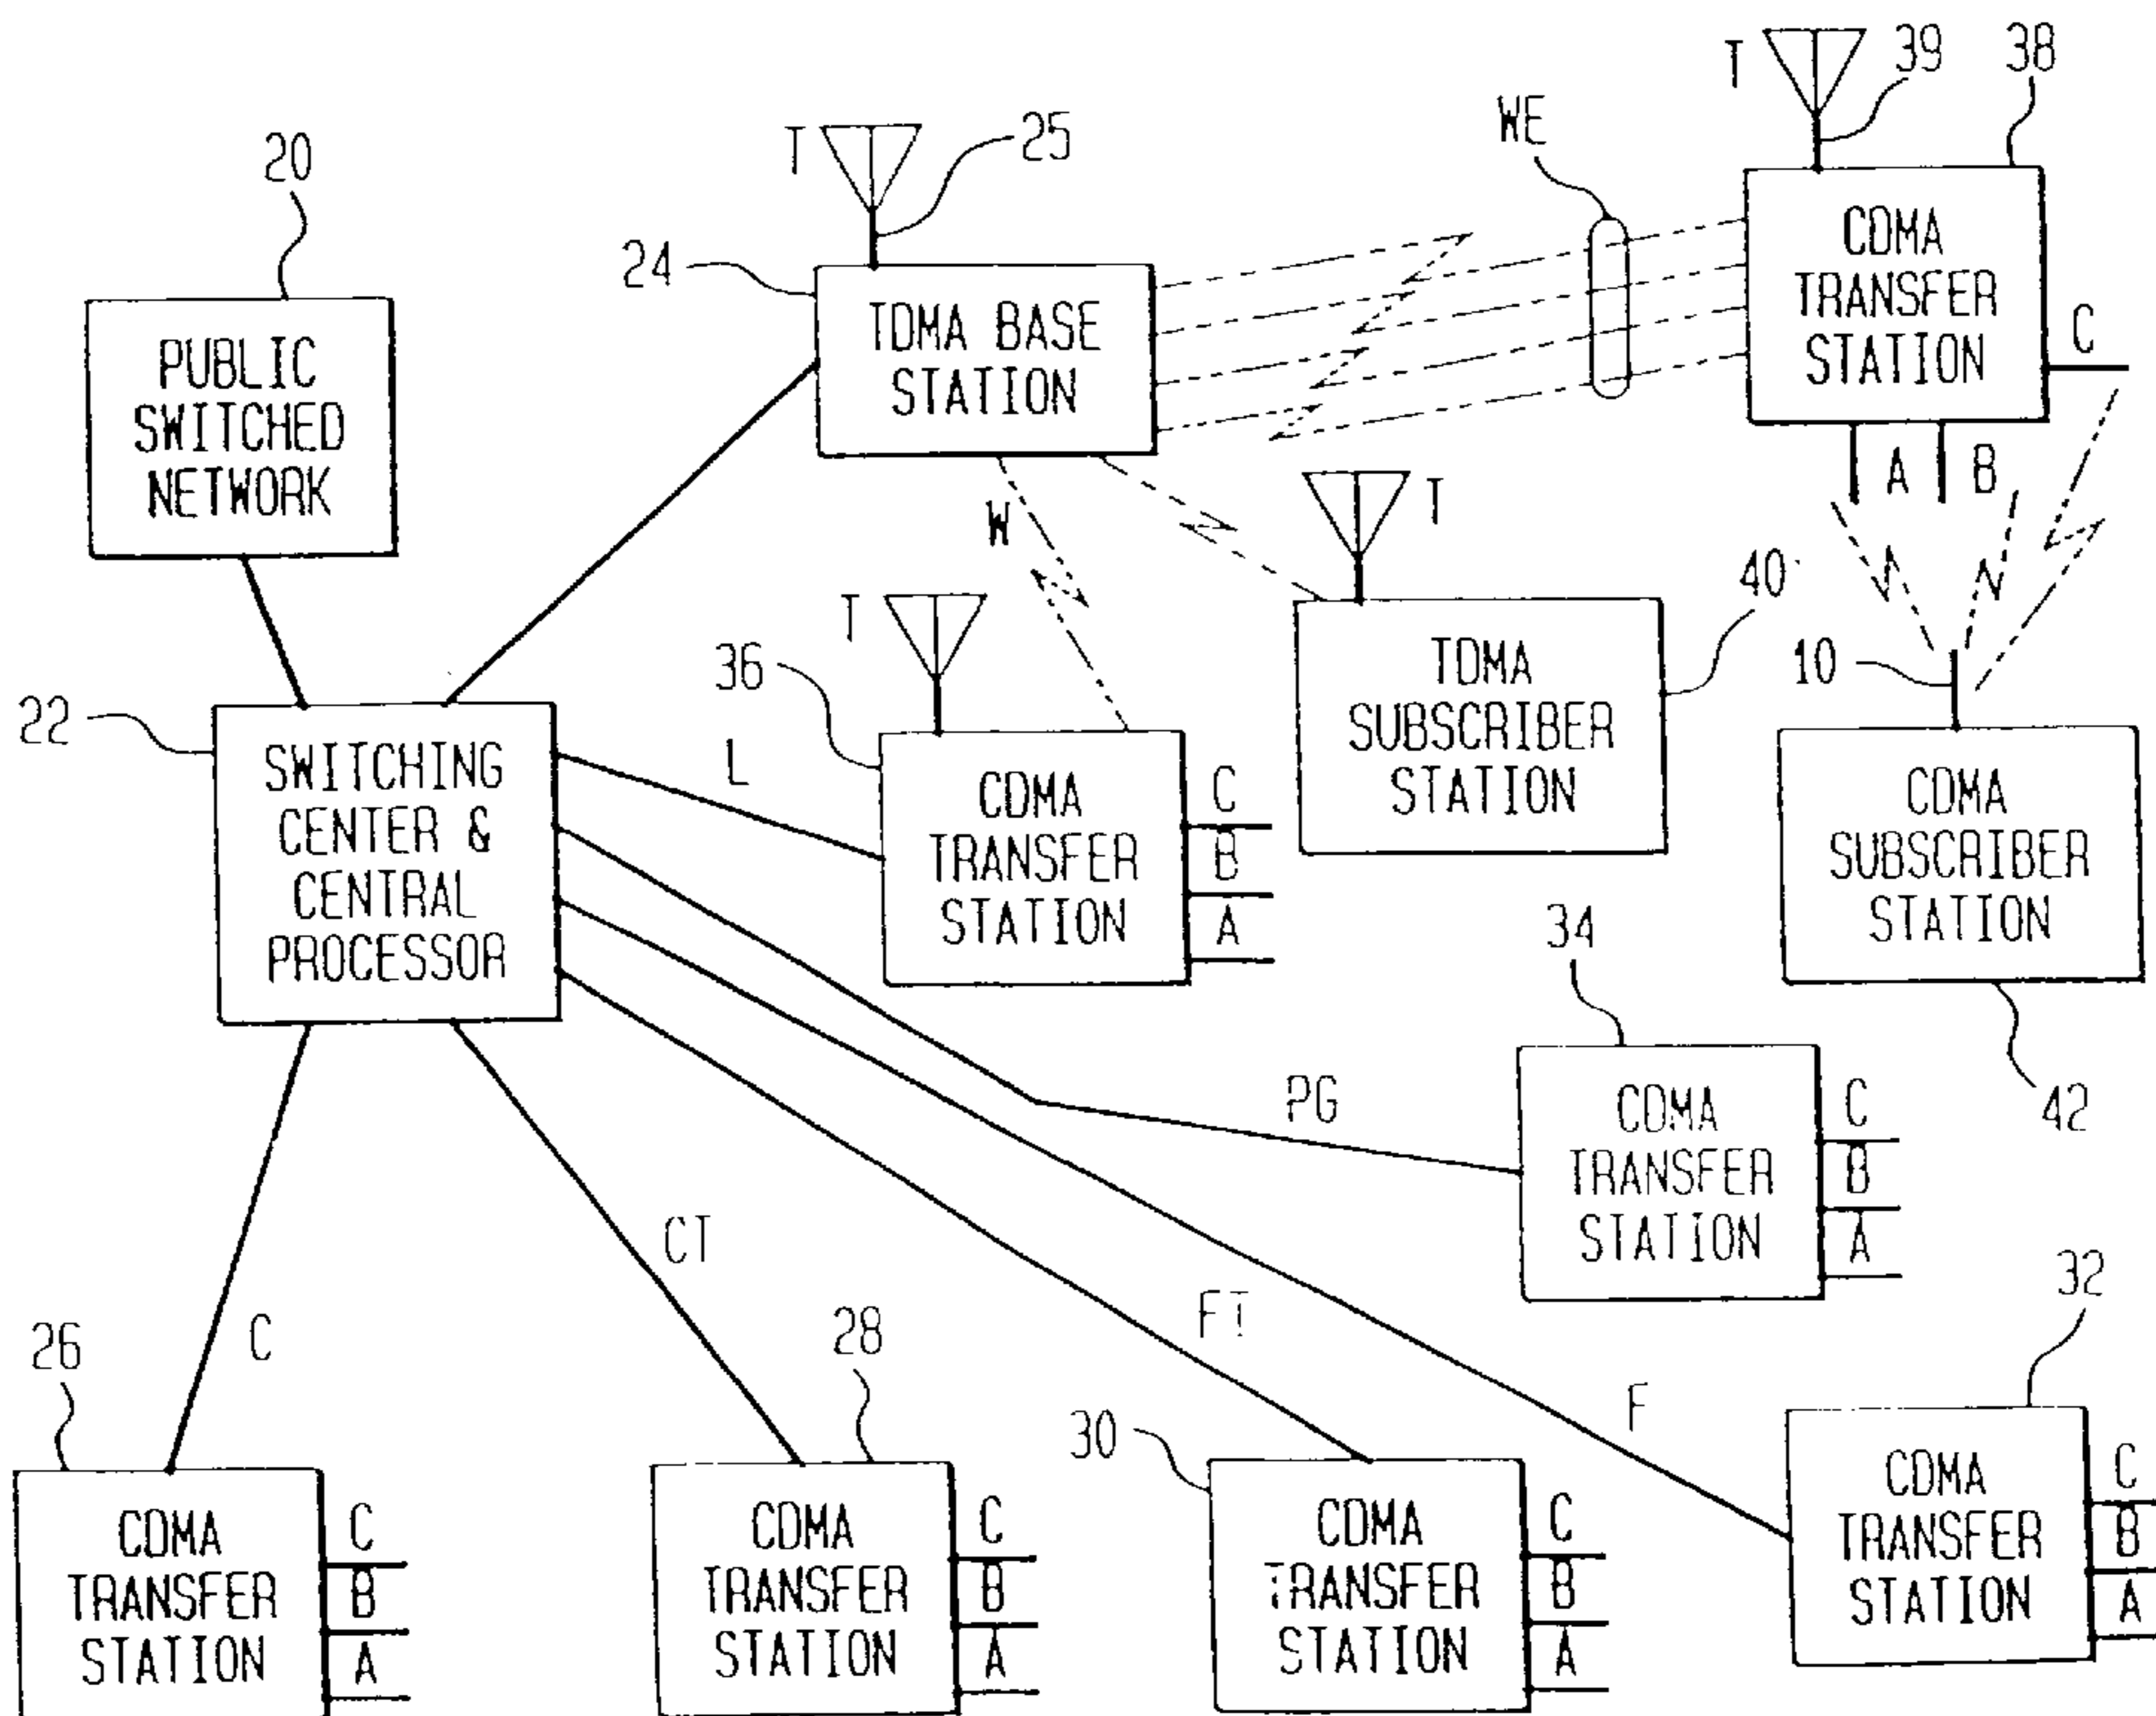 T
39
38
WE
T
25
20
24
CDMA
TRANSFER
STATION
C
TDMA BASE
STATION
PUBLIC
SWITCHED
NETWORK
A
B
W
T
40
T
36
10
22
TDMA
SUBSCRIBER
STATION
L
SWITCHING
CENTER &
CENTRAL
PROCESSOR
CDMA
TRANSFER
STATION
C
B
A
CDMA
SUBSCRIBER
STATION
34
42
PG
CDMA
TRANSFER
STATION
C
B
A
CT
FT
32
C
26
28
F
30
CDMA
TRANSFER
STATION
C
B
A
CDMA
TRANSFER
STATION
C
B
A
CDMA
TRANSFER
STATION
C
B
A
CDMA
TRANSFER
STATION
C
B
A